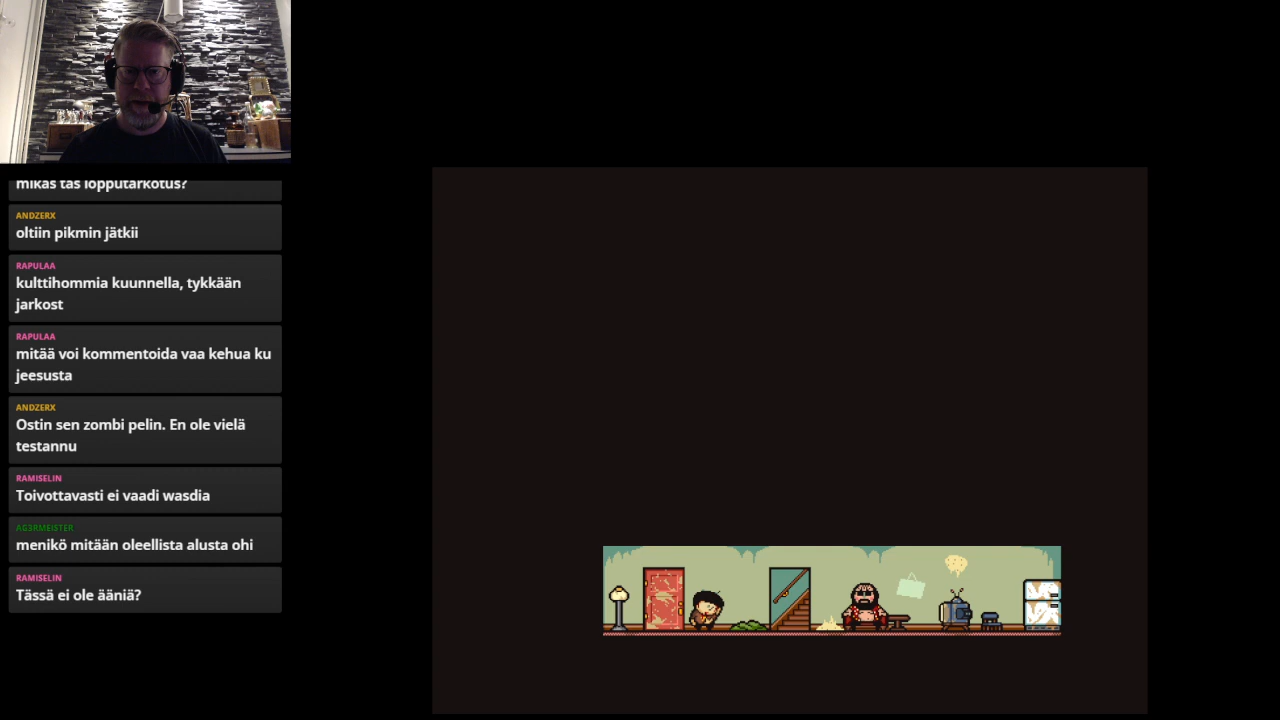 mikäs täs lopputarkotus?
ANDZERX
oltiin pikmin jätkii
RAPULAA
kulttihommia kuunnella, tykkään
jarkost
RAPULAA
mitää voi kommentoida vaa kehua ku
jeesusta
ANDZERX
Ostin sen zombi pelin. En ole vielä
testannu
RAMISELIN
Toivottavasti ei vaadi wasdia
AG3RMEISTER
menikö mitään oleellista alusta ohi
RAMISELIN
Tässä ei ole ääniä?